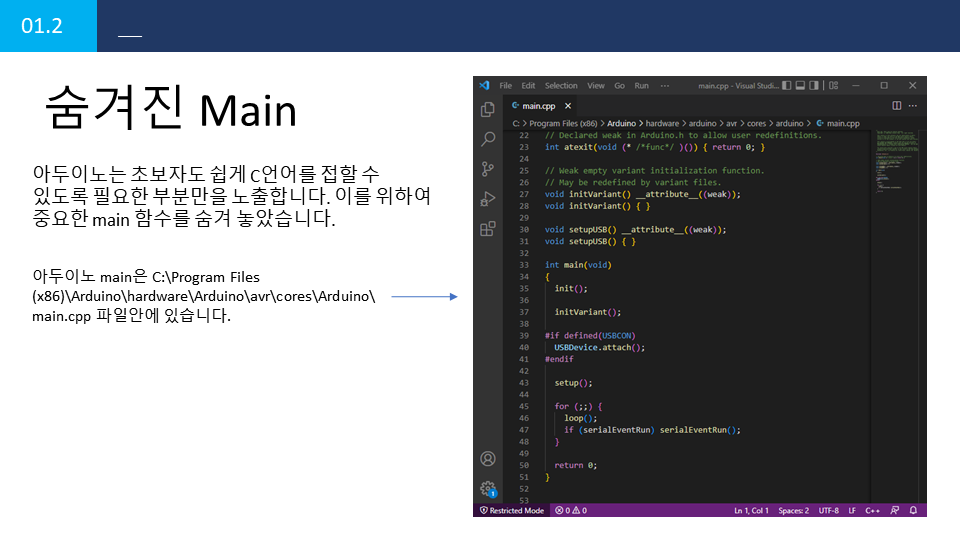 01.2
숨겨진 Main
아두이노는 초보자도 쉽게 C언어를 접할 수
있도록 필요한 부분만을 노출합니다. 이를 위하여
중요한 main 함수를 숨겨 놓았습니다.
아두이노 main은 C:\Program Files
(x86)\Arduino\hardware\Arduino\avr\cores\Arduino\
main.cpp 파일안에 있습니다.
File Edit Selection View Go Run ··· main.cpp - Visual Studi...
main.cpp
C: > Program Files (x86) > Arduino > hardware > arduino > avr > cores > arduino > main.cpp
22 // Declared weak in Arduino.h to allow user redefinitions.
23 int atexit(void (* /*func*/ )()) { return 0; }
24
25 // Weak empty variant initialization function.
26 // May be redefined by variant files.
27 void initVariant() __attribute__((weak));
28 void initVariant() { }
29
30 void setupUSB() __attribute__((weak));
31 void setupUSB() { }
32
33 int main(void)
34 {
35 init();
36
37 initVariant();
38
39 #if defined(USBCON)
40 USBDevice.attach();
41 #endif
42
43 setup();
44
45 for (;;) {
46 loop();
47 if (serialEventRun) serialEventRun();
48 }
49
50 return 0;
51 }
52
53
1
Restricted Mode 0 0 Ln 1, Col 1 Spaces: 2 UTF-8 LF C++